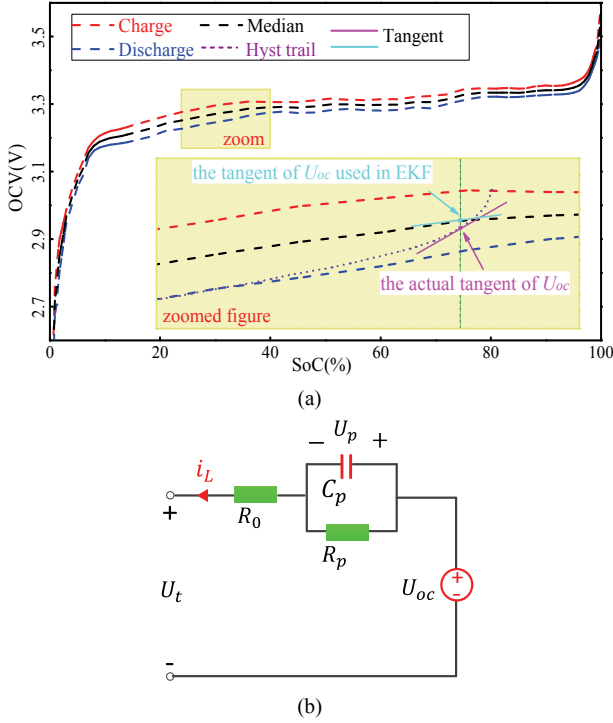 3.5
3.3
3.1
2.9
2.7
OCV(V)
Charge
Median
Tangent
Discharge
Hyst trail
zoom
the tangent of Uoc used in EKF
the actual tangent of Uoc
zoomed figure
0 20 40 60 80 100
SoC(%)
(a)
− Up +
iL
Cp
+
R0
Rp
Ut
Uoc
+
-
-
(b)